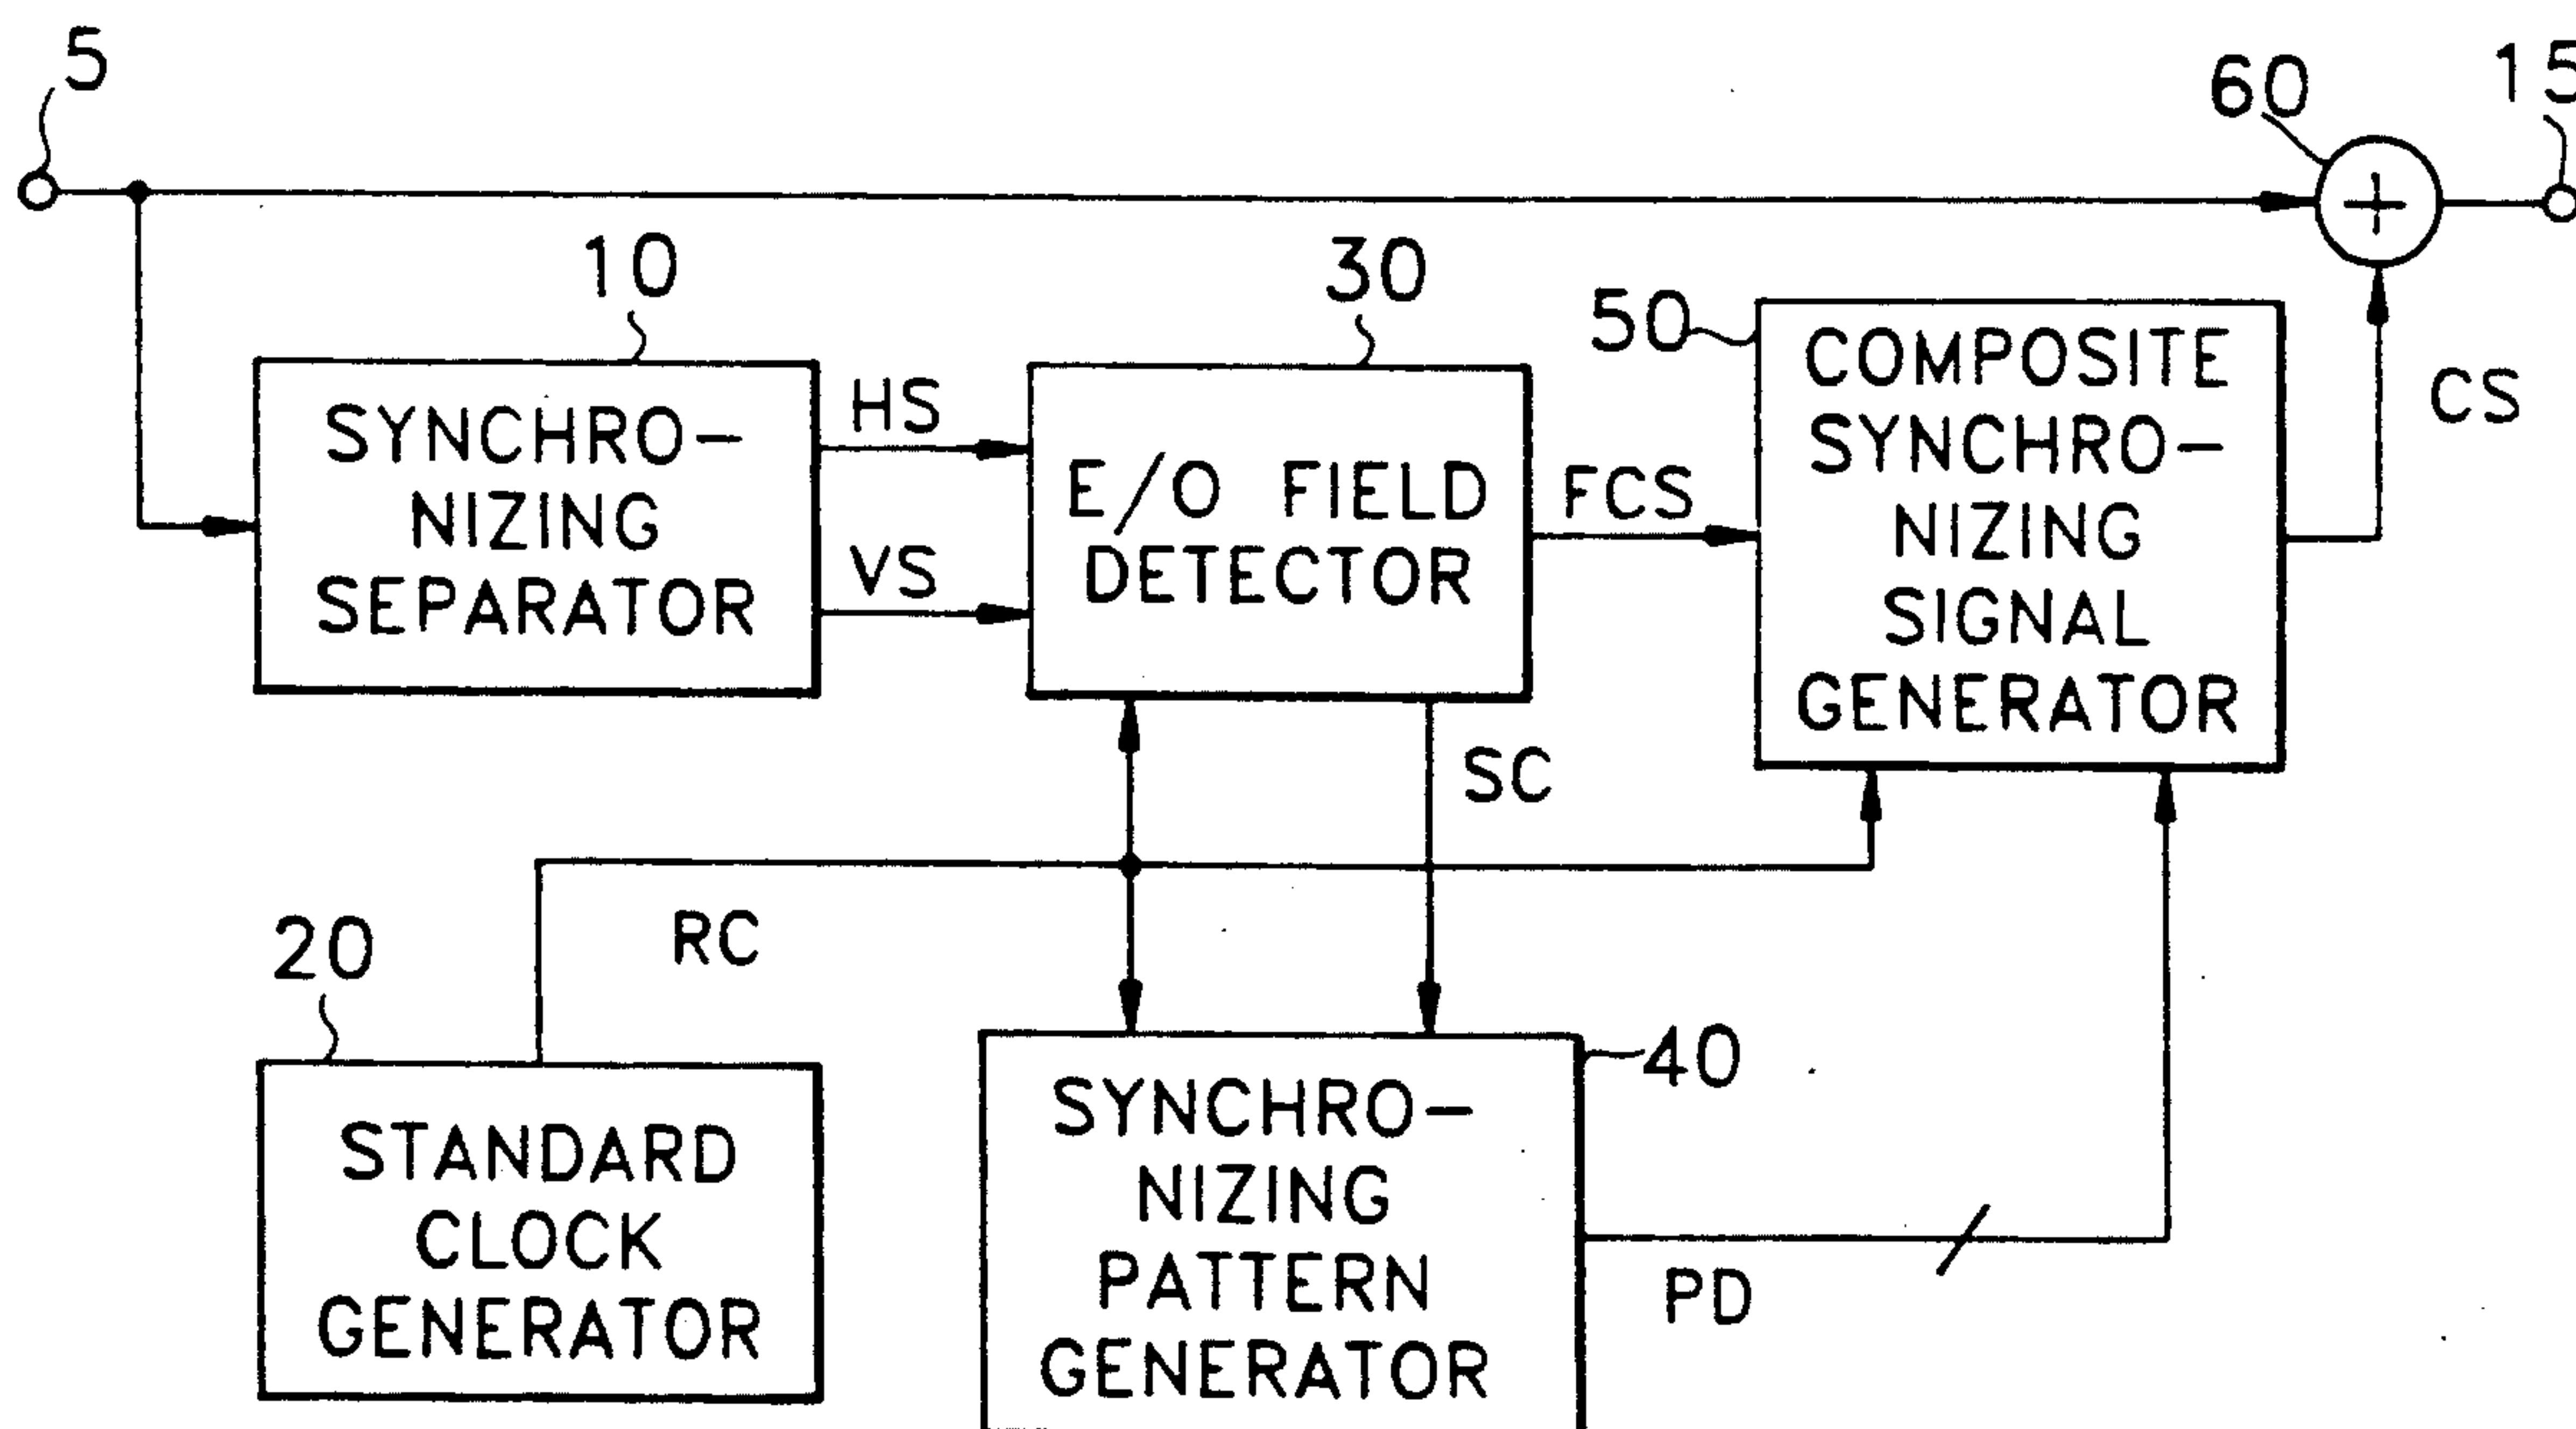 5
60
15
10
30
50
SYNCHRO-
NIZING
SEPARATOR
HS
VS
E/O FIELD
DETECTOR
FCS
COMPOSITE
SYNCHRO-
NIZING
SIGNAL
GENERATOR
CS
SC
RC
20
STANDARD
CLOCK
GENERATOR
40
SYNCHRO-
NIZING
PATTERN
GENERATOR
PD